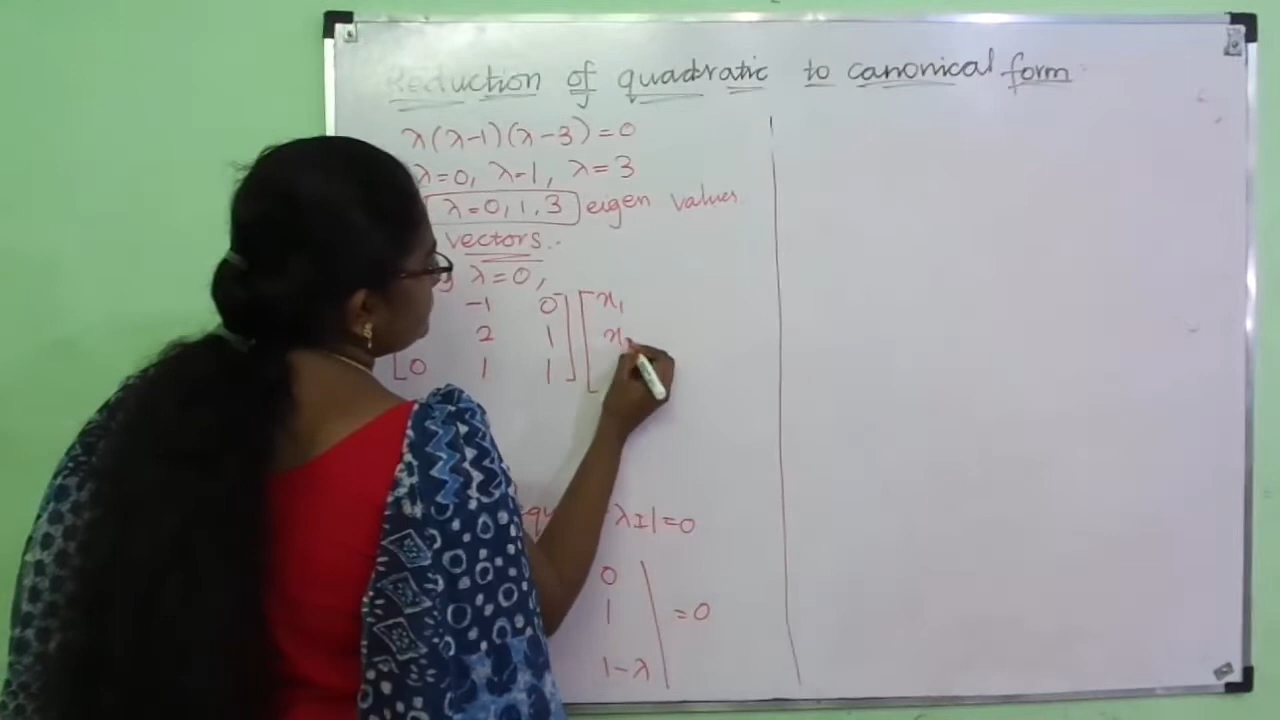 Reduction of quadratic to canonical form
λ(λ-1)(λ-3)=0
λ=0, λ=1, λ=3
λ=0,1,3 eigen values
vectors.
λ=0,
-1 0 x₁
2 1 x
0 1 1
λI|=0
0
1 =0
1-λ